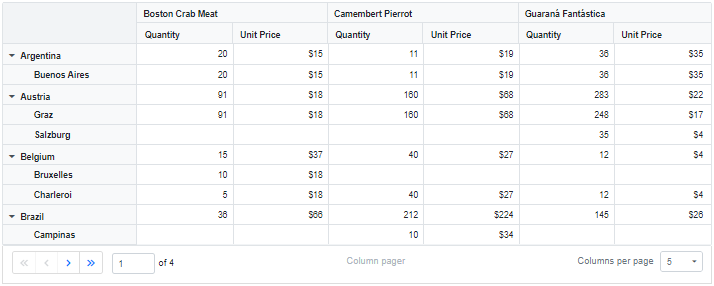 Boston Crab Meat Camembert Pierrot Guaraná Fantástica
Quantity Unit Price Quantity Unit Price Quantity Unit Price
Argentina 20 $15 11 $19 36 $35
Buenos Aires 20 $15 11 $19 36 $35
Austria 91 $18 160 $68 283 $22
Graz 91 $18 160 $68 248 $17
Salzburg 35 $4
Belgium 15 $37 40 $27 12 $4
Bruxelles 10 $18
Charleroi 5 $18 40 $27 12 $4
Brazil 36 $66 212 $224 145 $26
Campinas 10 $34
1 of 4 Column pager Columns per page 5